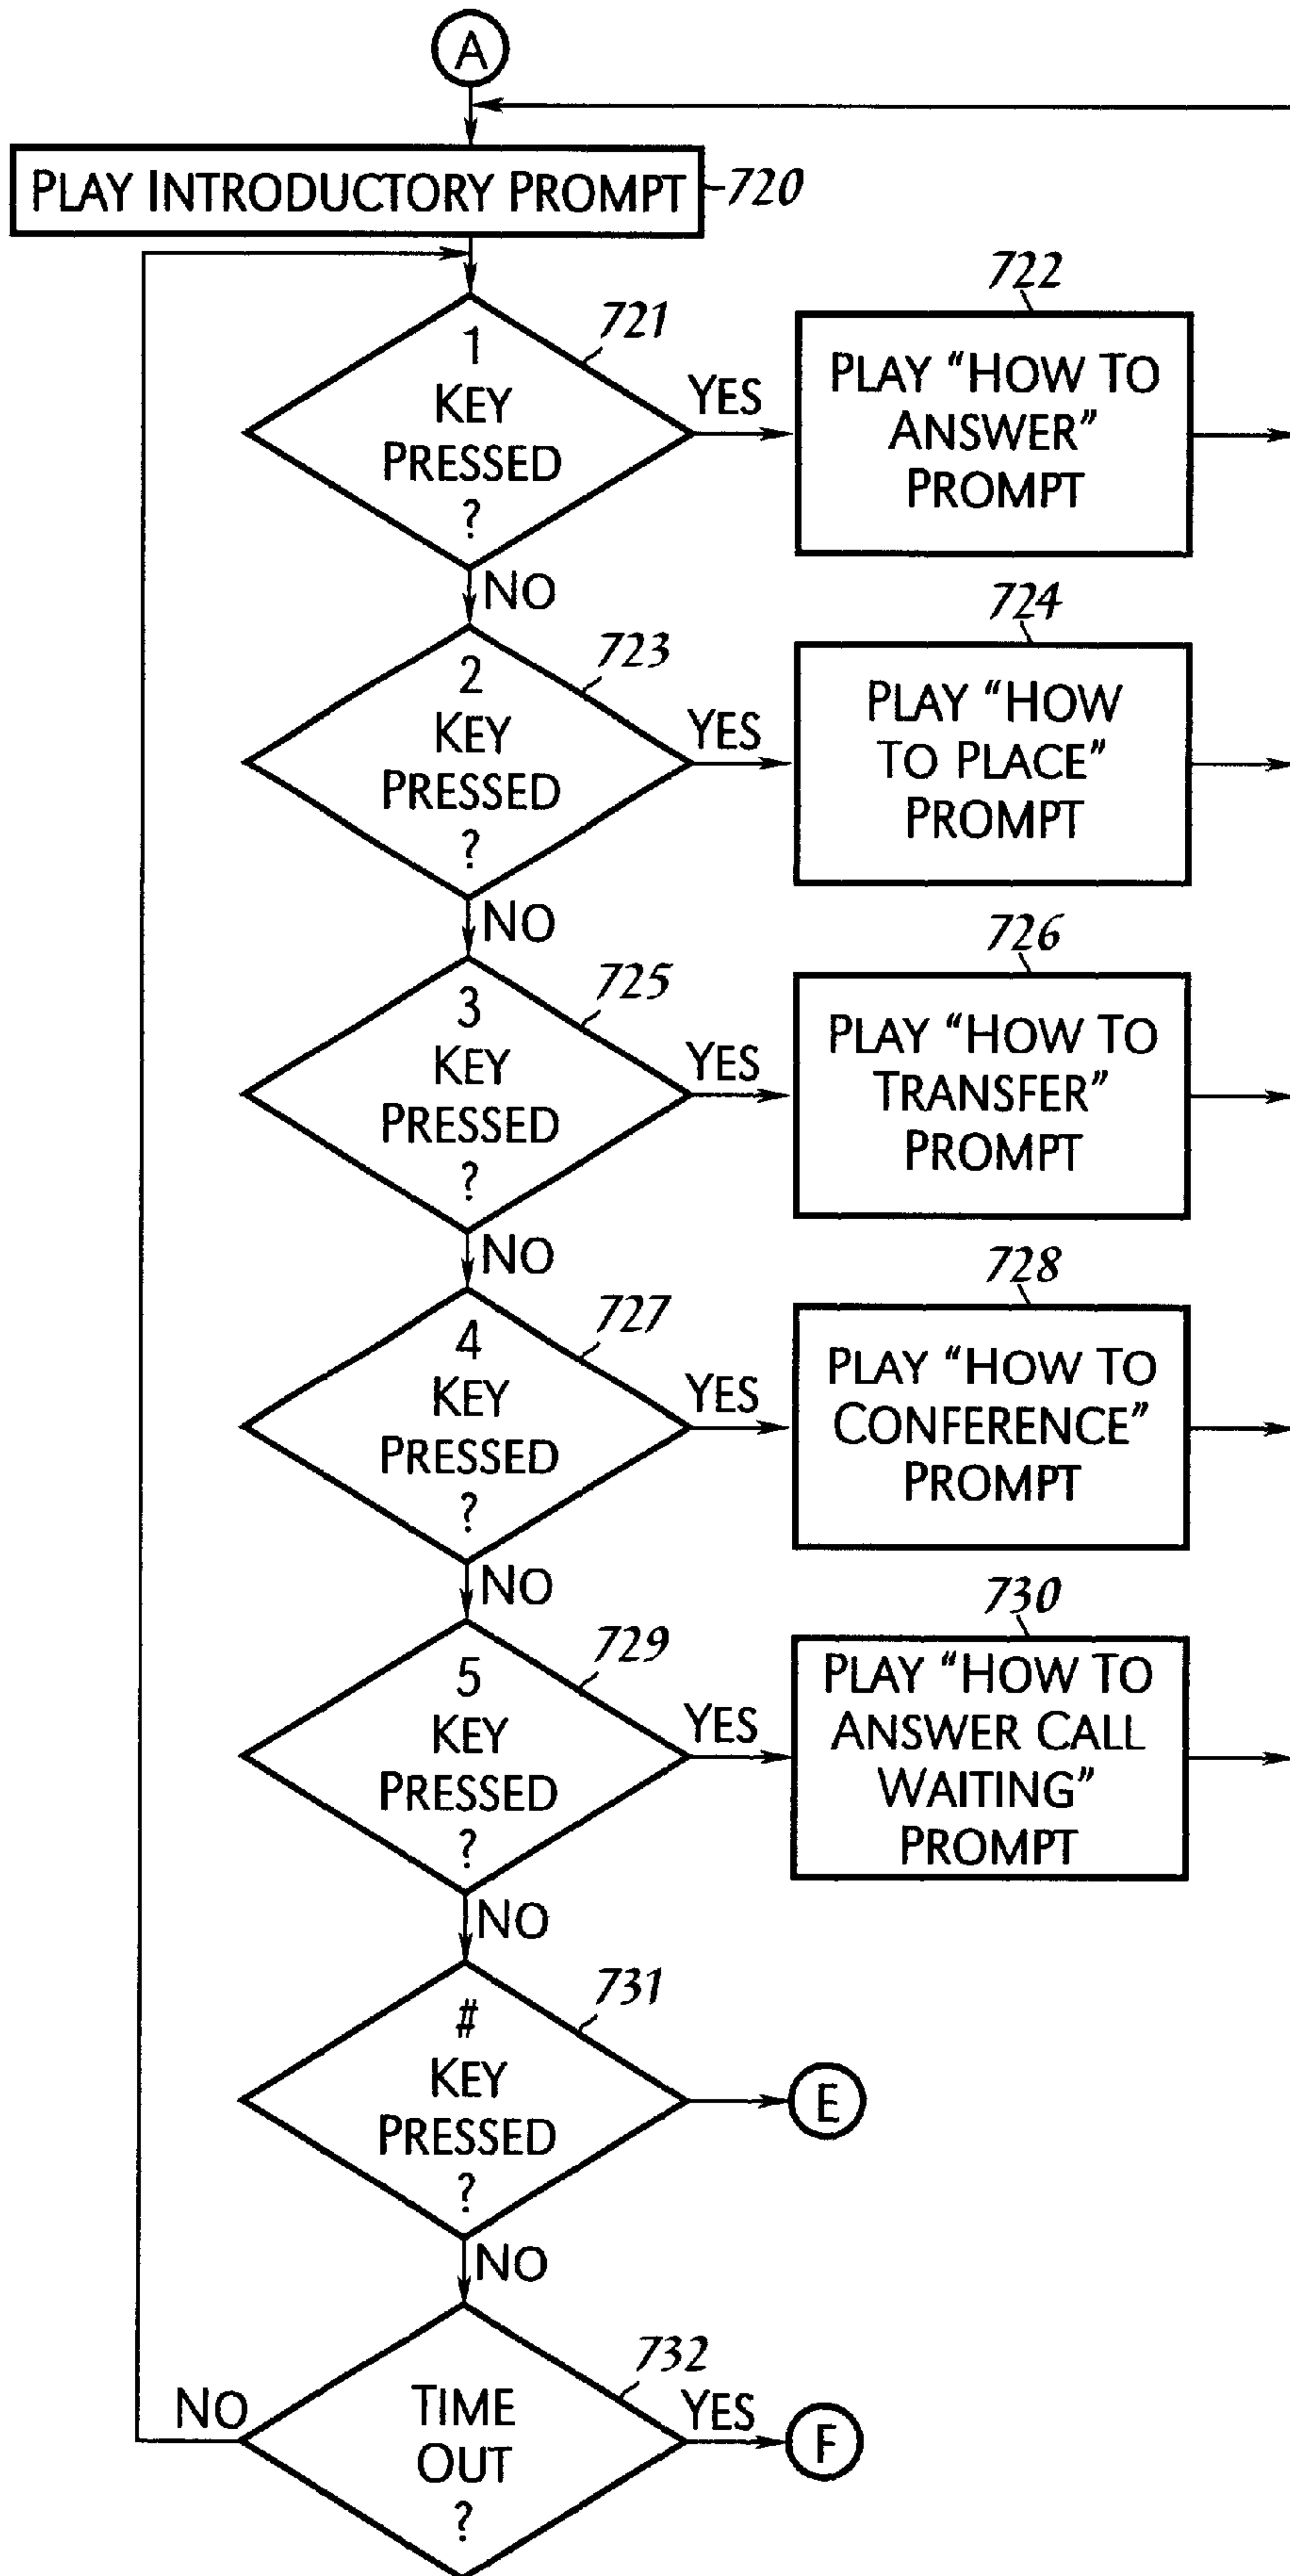 A
PLAY INTRODUCTORY PROMPT
720
1
KEY
PRESSED
?
721
YES
NO
722
PLAY “HOW TO
ANSWER”
PROMPT
2
KEY
PRESSED
?
723
YES
NO
724
PLAY “HOW
TO PLACE”
PROMPT
3
KEY
PRESSED
?
725
YES
NO
726
PLAY “HOW TO
TRANSFER”
PROMPT
4
KEY
PRESSED
?
727
YES
NO
728
PLAY “HOW TO
CONFERENCE”
PROMPT
5
KEY
PRESSED
?
729
YES
NO
730
PLAY “HOW TO
ANSWER CALL
WAITING”
PROMPT
#
KEY
PRESSED
?
731
E
NO
TIME
OUT
?
732
NO
YES
F